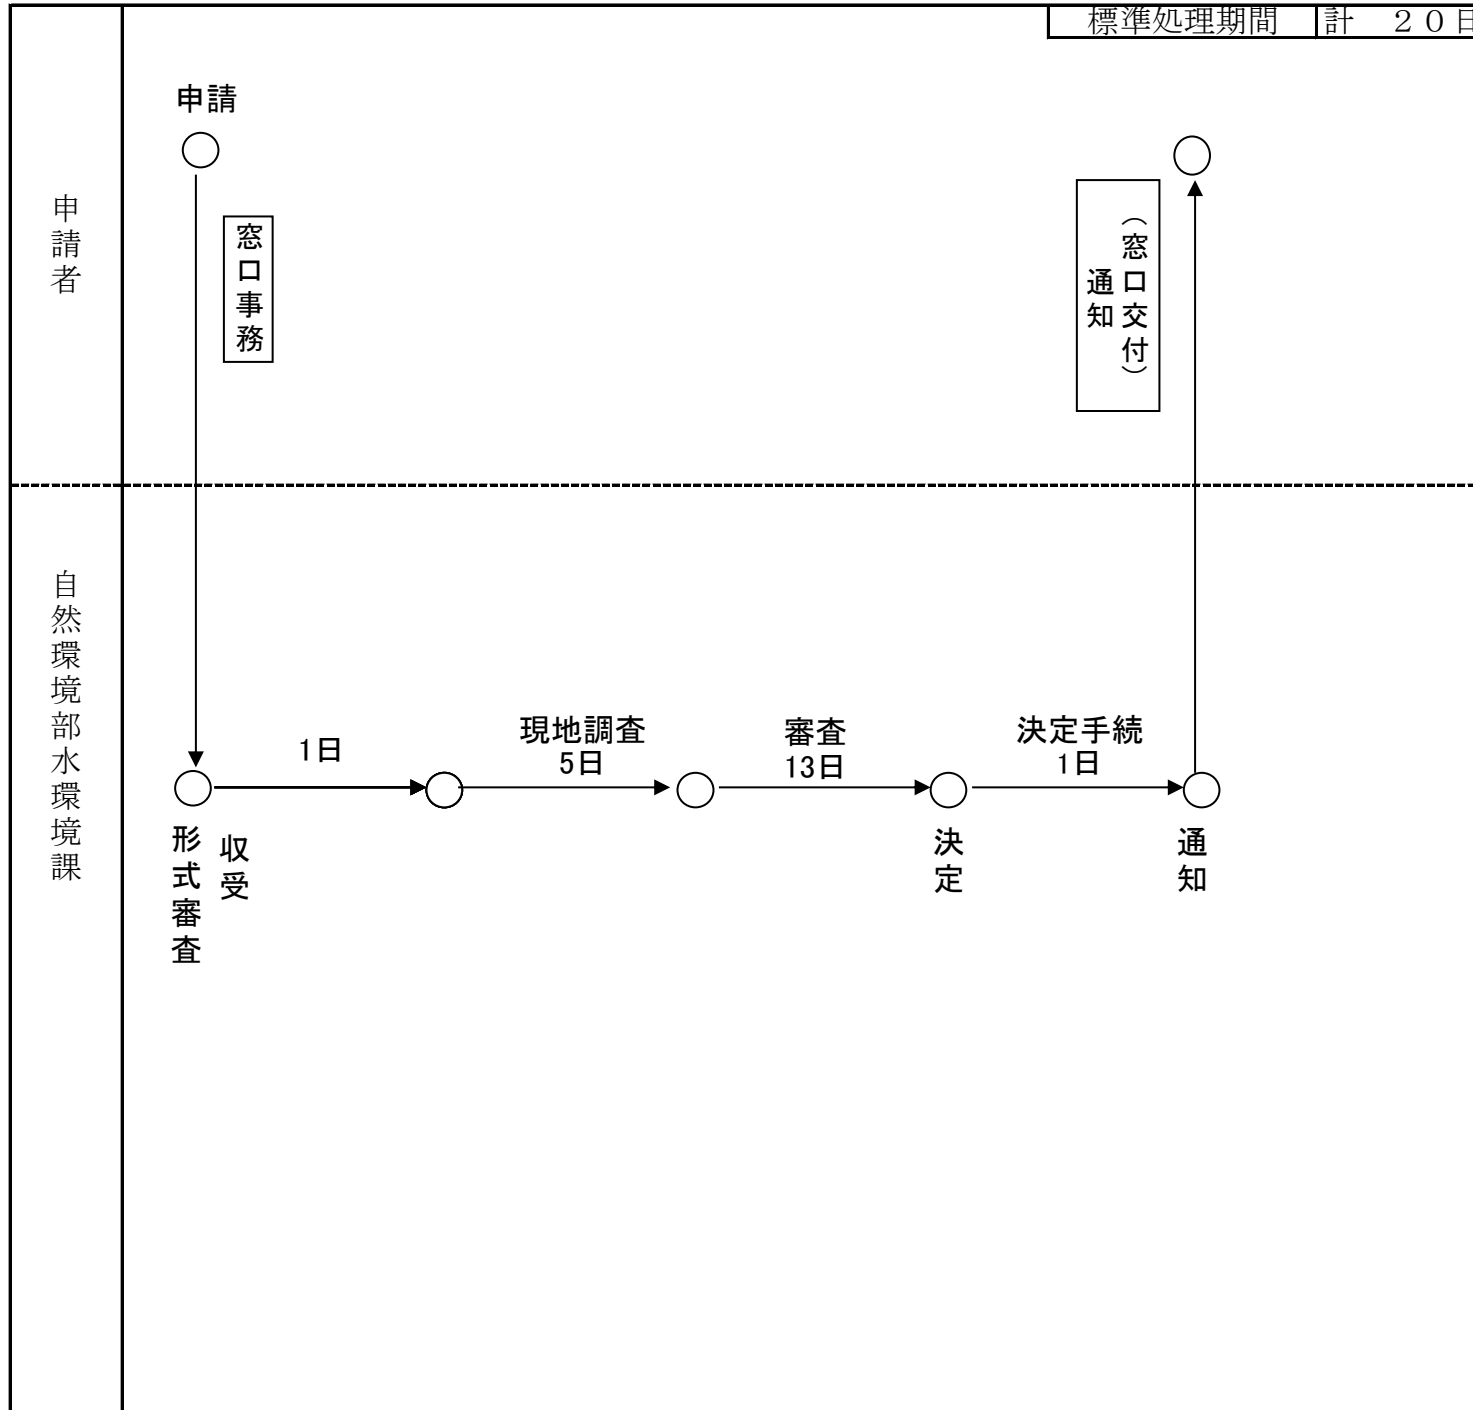 標準処理期間
計 ２０日
申請
申請者
窓口事務
（窓口交付）
通知
自然環境部水環境課
1日
現地調査
5日
審査
13日
決定手続
1日
形式審査
収受
決定
通知